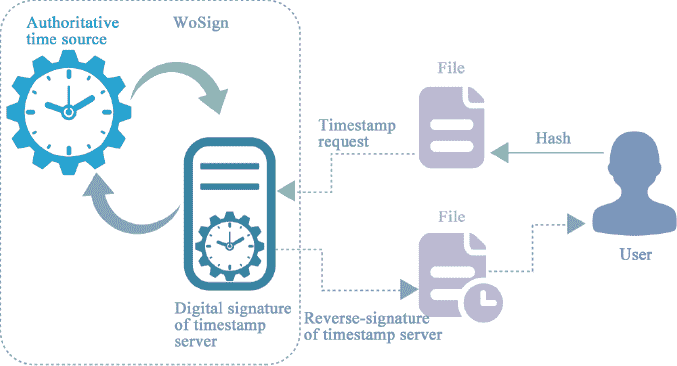 Authoritative
time source
WoSign
File
Timestamp
request
Hash
File
User
Digital signature
of timestamp
server
Reverse-signature
of timestamp server